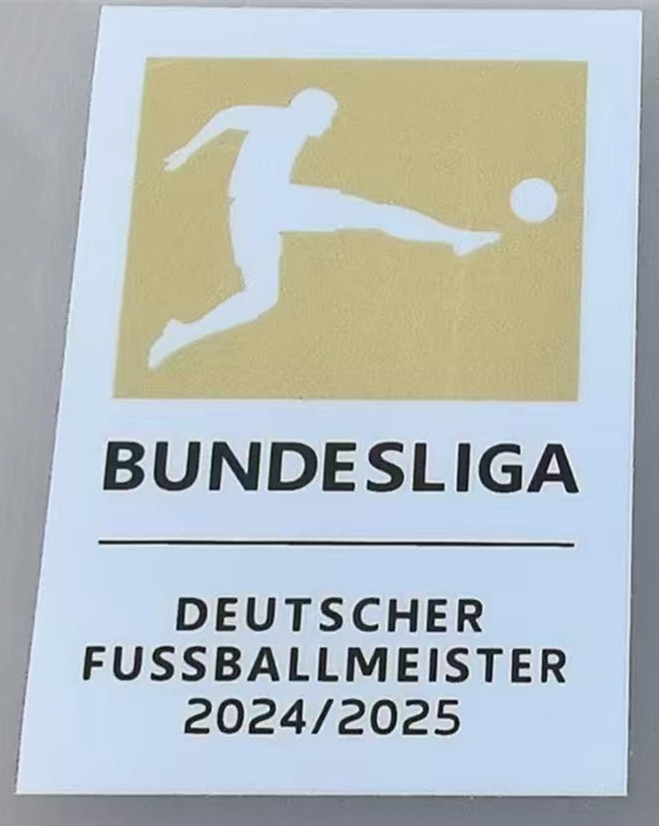 BUNDESLIGA
DEUTSCHER
FUSSBALLMEISTER
2024/2025